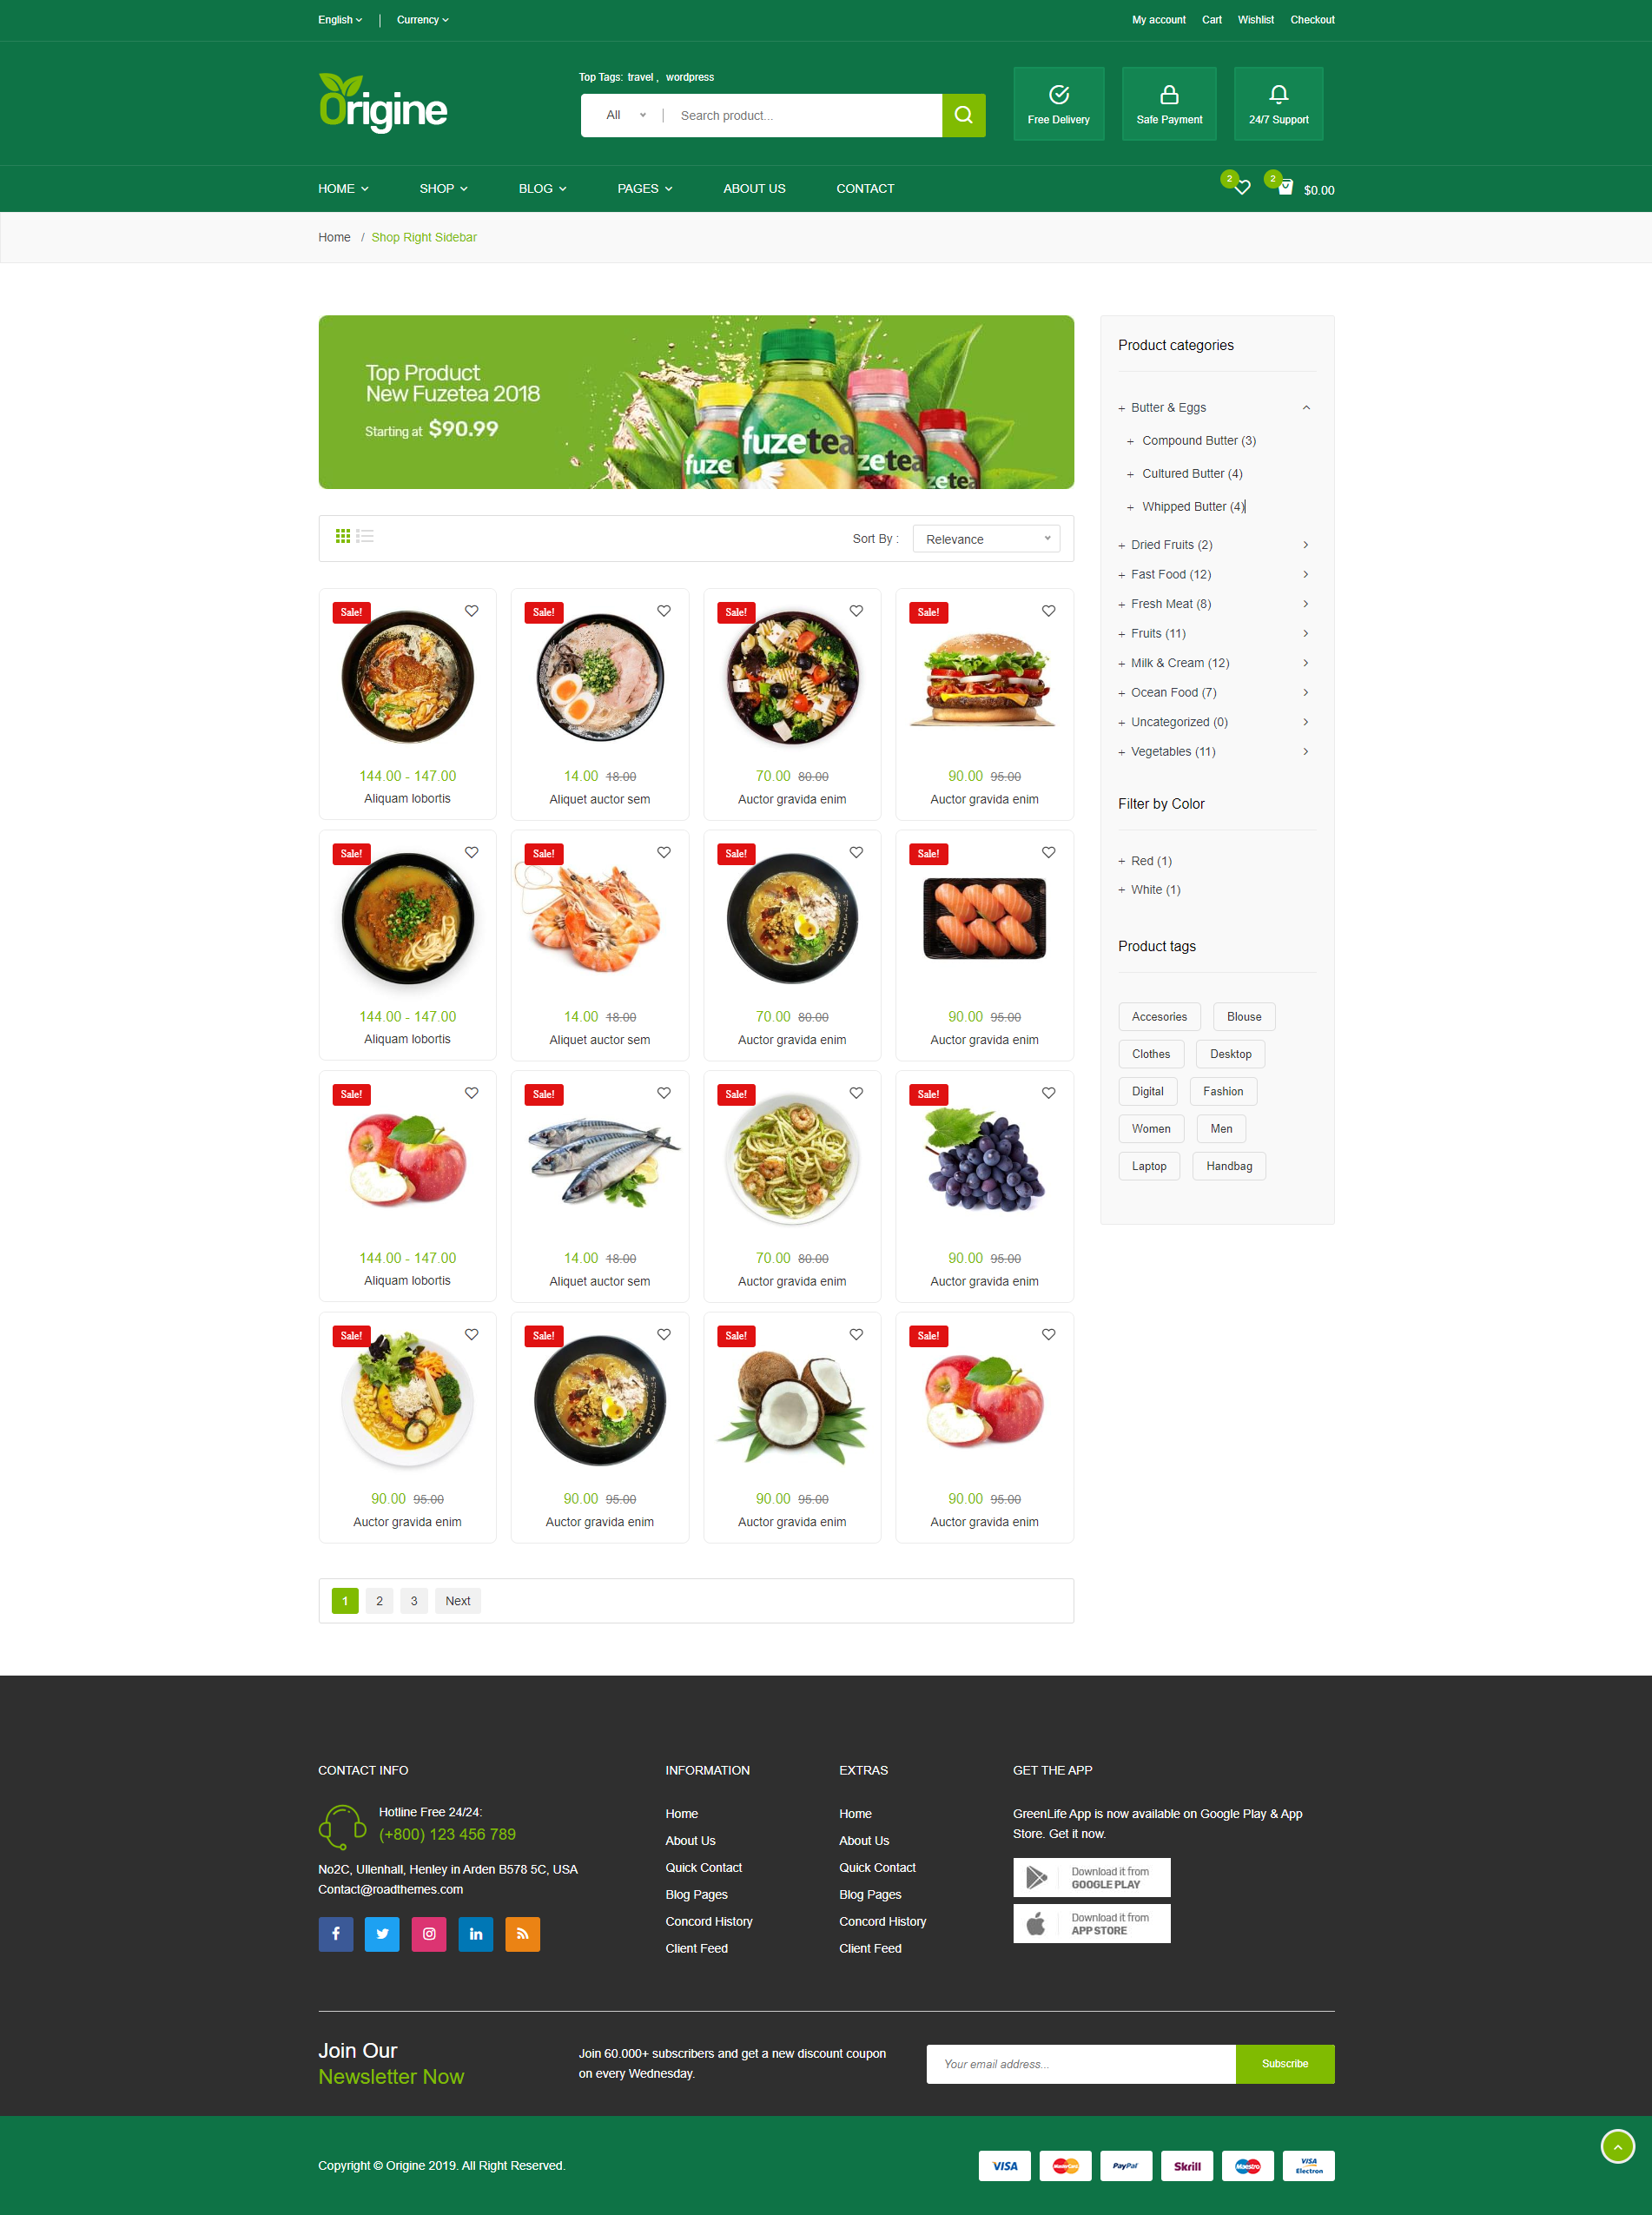 English
Currency
My account
Cart
Wishlist
Checkout
Origine
Top Tags: travel , wordpress
All
Search product...
Free Delivery
Safe Payment
24/7 Support
HOME
SHOP
BLOG
PAGES
ABOUT US
CONTACT
2
2
$0.00
Home / Shop Right Sidebar
Top Product
New Fuzetea 2018
Starting at $90.99
fuzetea
fuzet
zetea
zetea
Sort By :
Relevance
Sale!
Sale!
Sale!
Sale!
144.00 - 147.00
Aliquam lobortis
14.00 18.00
Aliquet auctor sem
70.00 80.00
Auctor gravida enim
90.00 95.00
Auctor gravida enim
Sale!
Sale!
Sale!
Sale!
144.00 - 147.00
Aliquam lobortis
14.00 18.00
Aliquet auctor sem
70.00 80.00
Auctor gravida enim
90.00 95.00
Auctor gravida enim
Sale!
Sale!
Sale!
Sale!
144.00 - 147.00
Aliquam lobortis
14.00 18.00
Aliquet auctor sem
70.00 80.00
Auctor gravida enim
90.00 95.00
Auctor gravida enim
Sale!
Sale!
Sale!
Sale!
90.00 95.00
Auctor gravida enim
90.00 95.00
Auctor gravida enim
90.00 95.00
Auctor gravida enim
90.00 95.00
Auctor gravida enim
1
2
3
Next
Product categories
+ Butter & Eggs
+ Compound Butter (3)
+ Cultured Butter (4)
+ Whipped Butter (4)
+ Dried Fruits (2)
+ Fast Food (12)
+ Fresh Meat (8)
+ Fruits (11)
+ Milk & Cream (12)
+ Ocean Food (7)
+ Uncategorized (0)
+ Vegetables (11)
Filter by Color
+ Red (1)
+ White (1)
Product tags
Accesories
Blouse
Clothes
Desktop
Digital
Fashion
Women
Men
Laptop
Handbag
CONTACT INFO
Hotline Free 24/24:
(+800) 123 456 789
No2C, Ullenhall, Henley in Arden B578 5C, USA
Contact@roadthemes.com
INFORMATION
Home
About Us
Quick Contact
Blog Pages
Concord History
Client Feed
EXTRAS
Home
About Us
Quick Contact
Blog Pages
Concord History
Client Feed
GET THE APP
GreenLife App is now available on Google Play & App
Store. Get it now.
Download it from
GOOGLE PLAY
Download it from
APP STORE
Join Our
Newsletter Now
Join 60.000+ subscribers and get a new discount coupon
on every Wednesday.
Your email address...
Subscribe
Copyright © Origine 2019. All Right Reserved.
VISA
MasterCard
PayPal
Skrill
Maestro
VISA
Electron